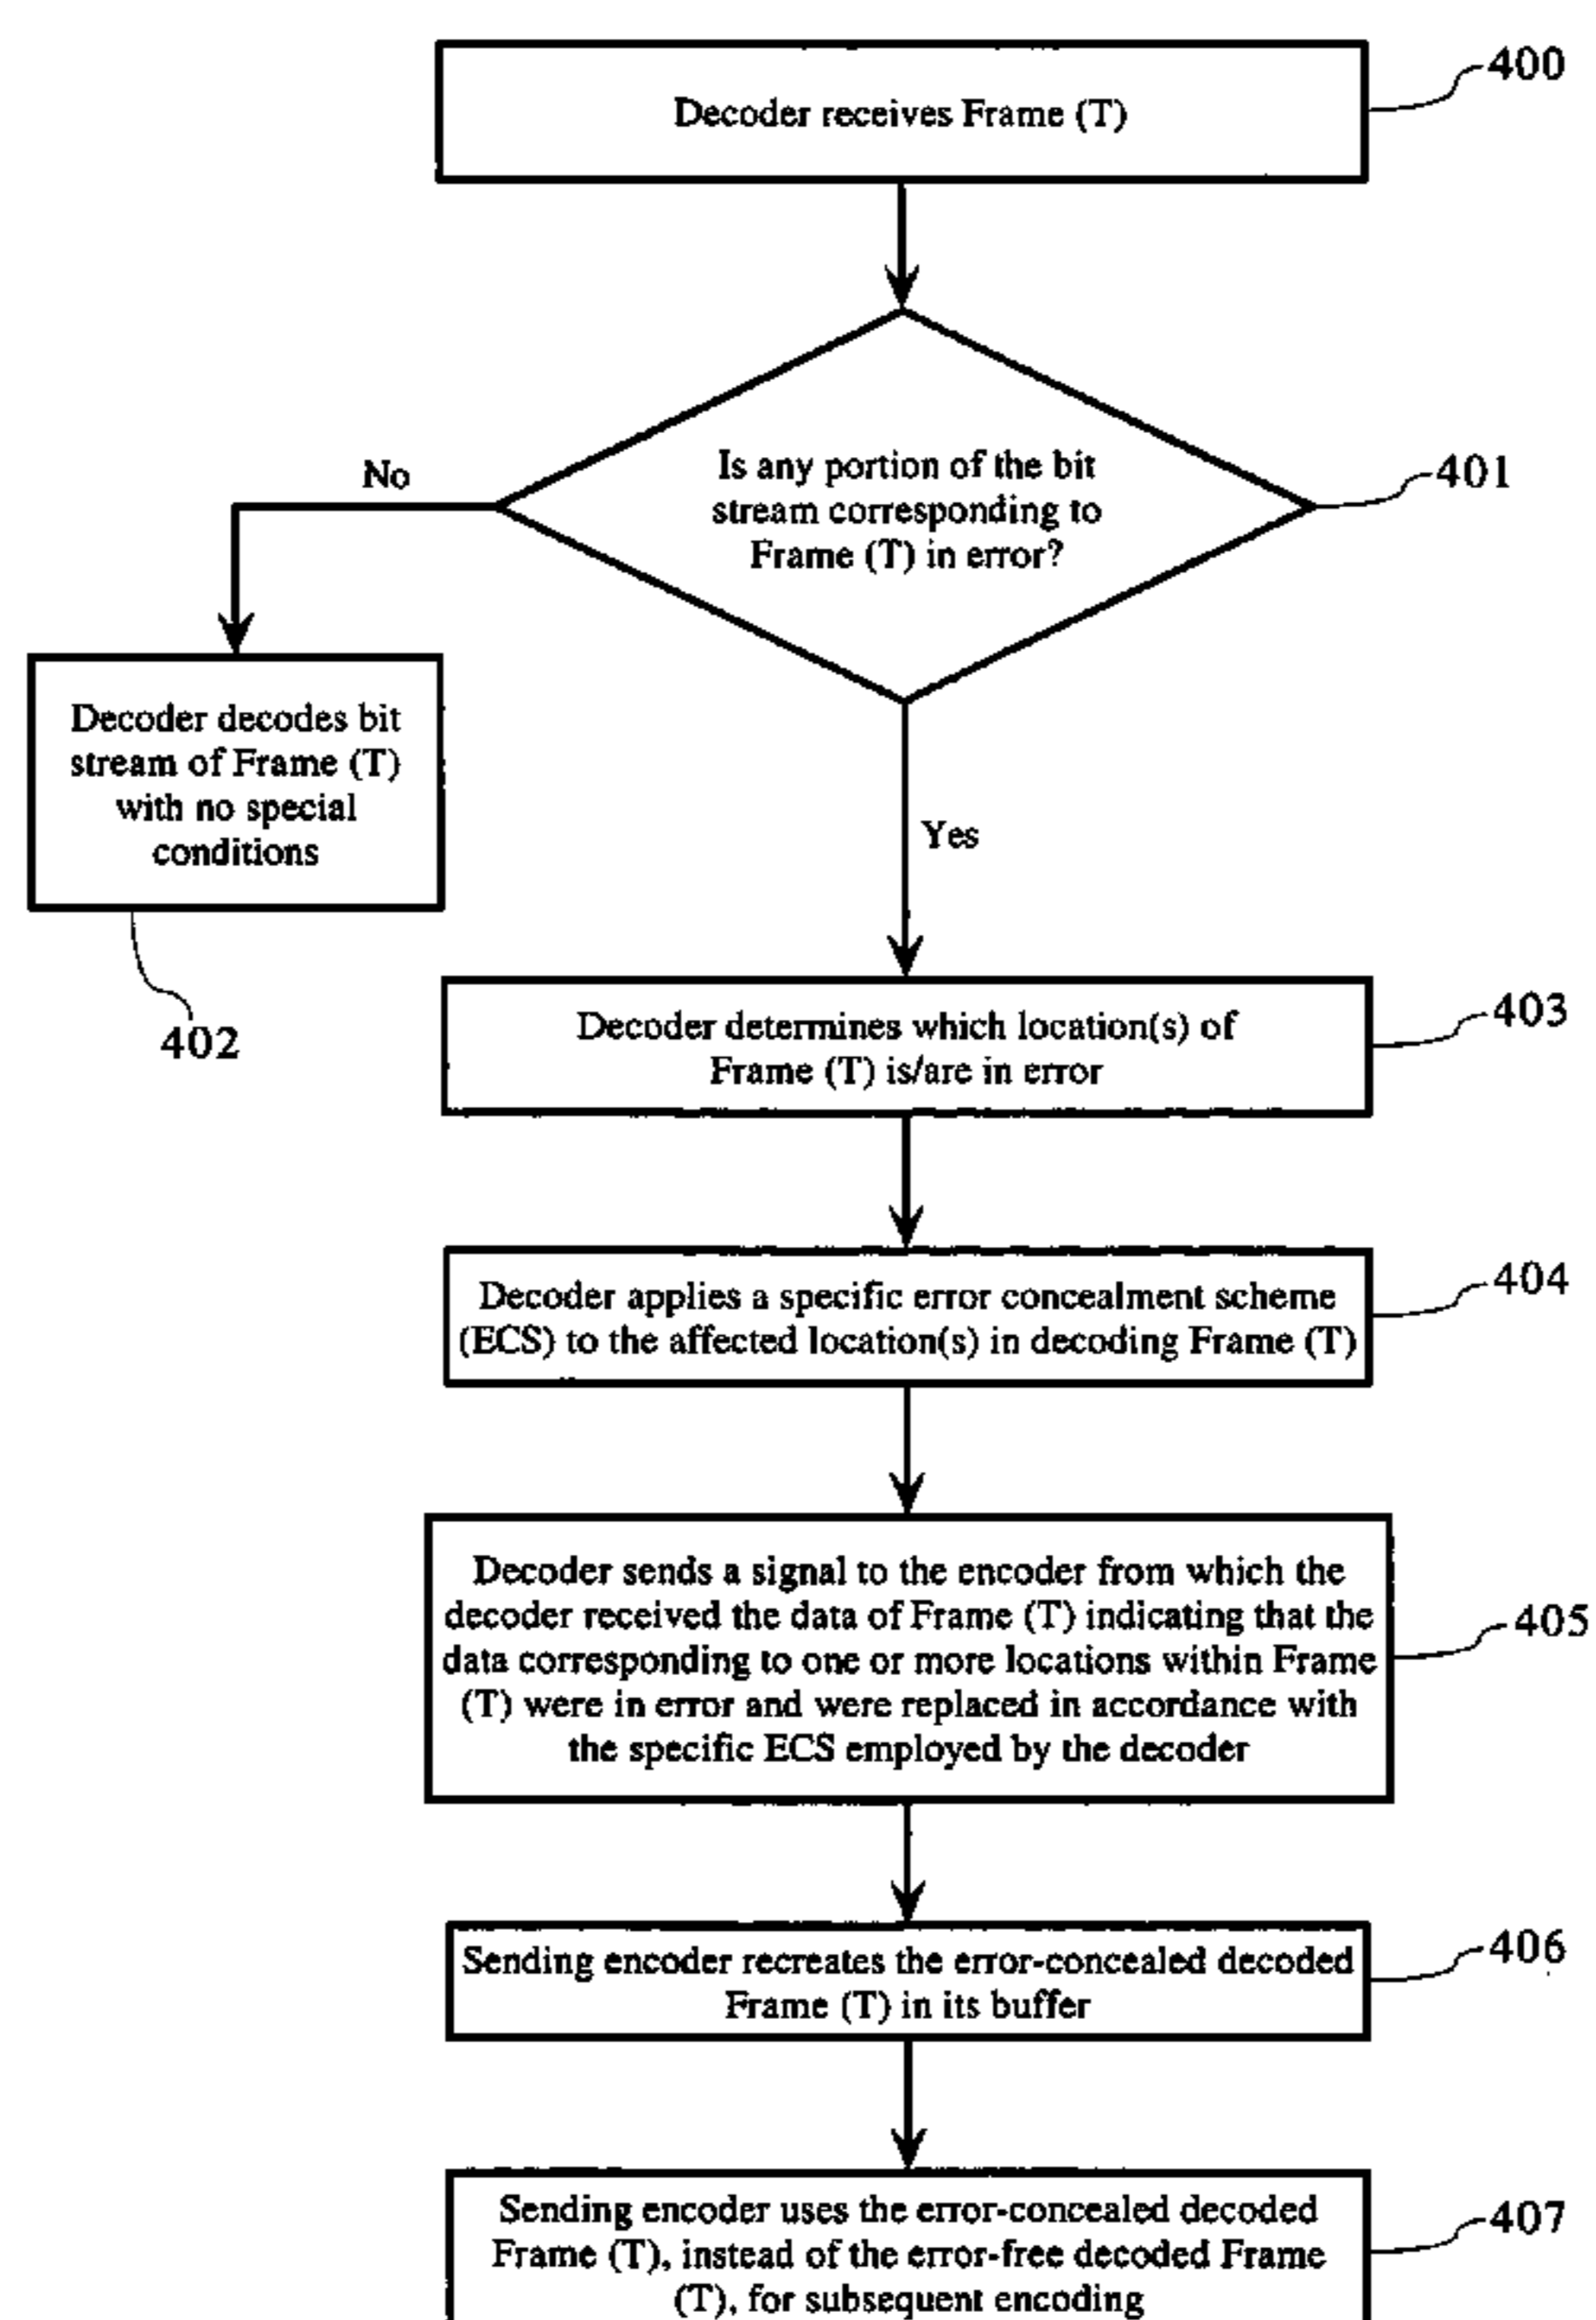 400
Decoder receives Frame (T)
401
Is any portion of the bit
stream corresponding to
Frame (T) in error?
No
Decoder decodes bit
stream of Frame (T)
with no special
conditions
402
Yes
403
Decoder determines which location(s) of
Frame (T) is/are in error
404
Decoder applies a specific error concealment scheme
(ECS) to the affected location(s) in decoding Frame (T)
405
Decoder sends a signal to the encoder from which the
decoder received the data of Frame (T) indicating that the
data corresponding to one or more locations within Frame
(T) were in error and were replaced in accordance with
the specific ECS employed by the decoder
406
Sending encoder recreates the error-concealed decoded
Frame (T) in its buffer
407
Sending encoder uses the error-concealed decoded
Frame (T), instead of the error-free decoded Frame
(T), for subsequent encoding